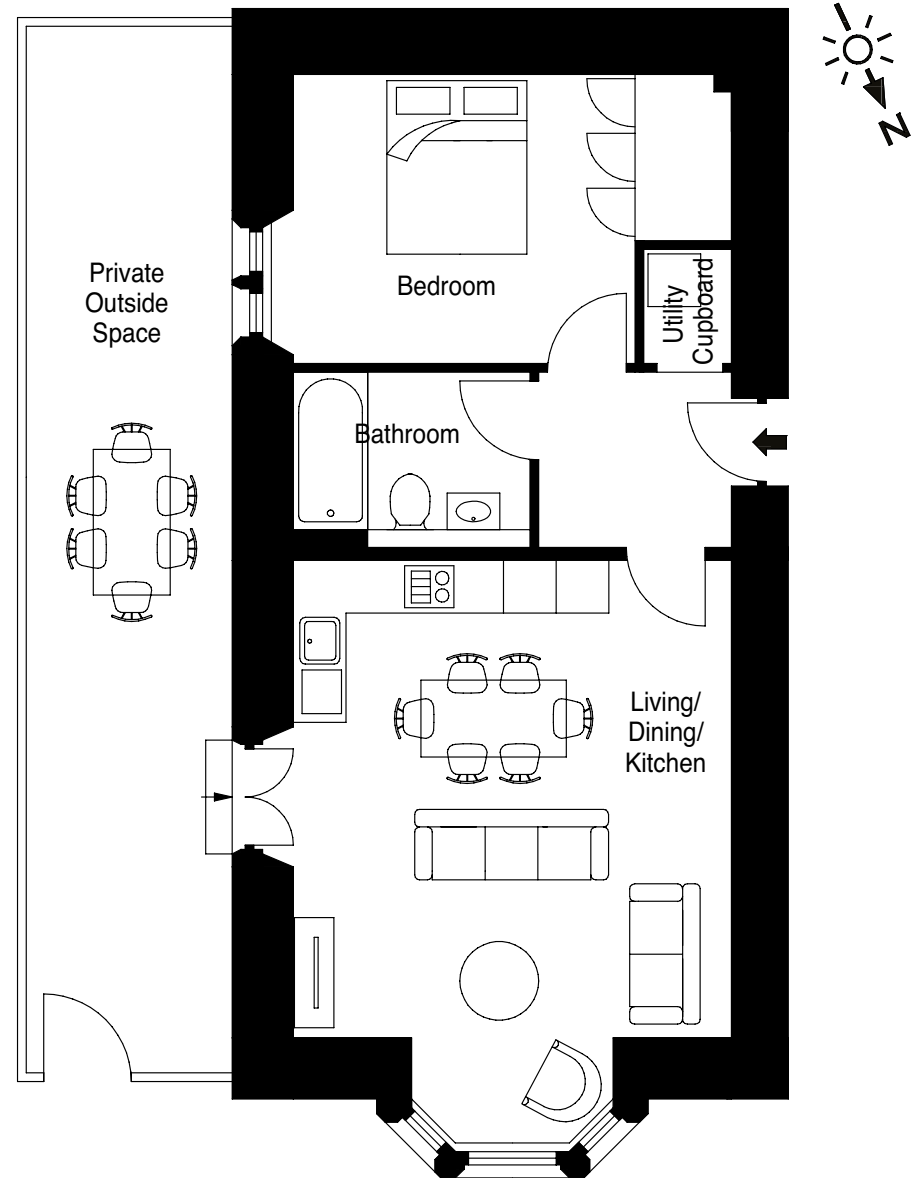 N
Private
Outside
Space
Bedroom
Utility
Cupboard
Bathroom
Living/
Dining/
Kitchen